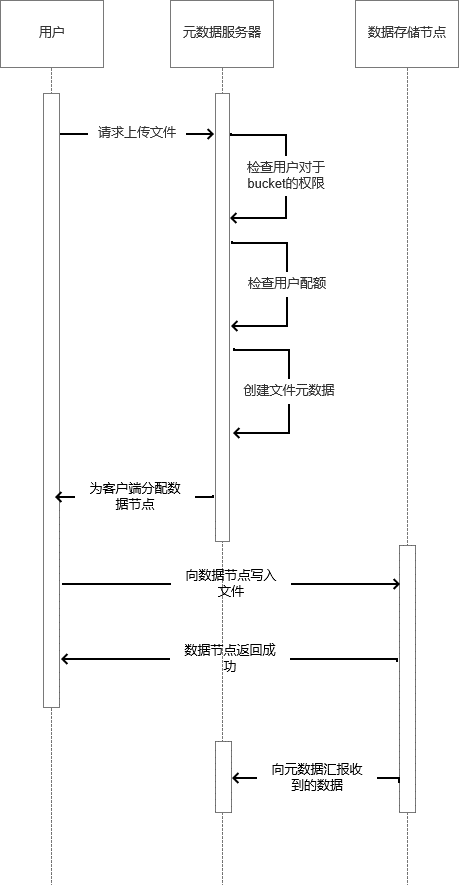 用户
元数据服务器
数据存储节点
请求上传文件
检查用户对于
bucket的权限
检查用户配额
创建文件元数据
为客户端分配数
据节点
向数据节点写入
文件
数据节点返回成
功
向元数据汇报收
到的数据